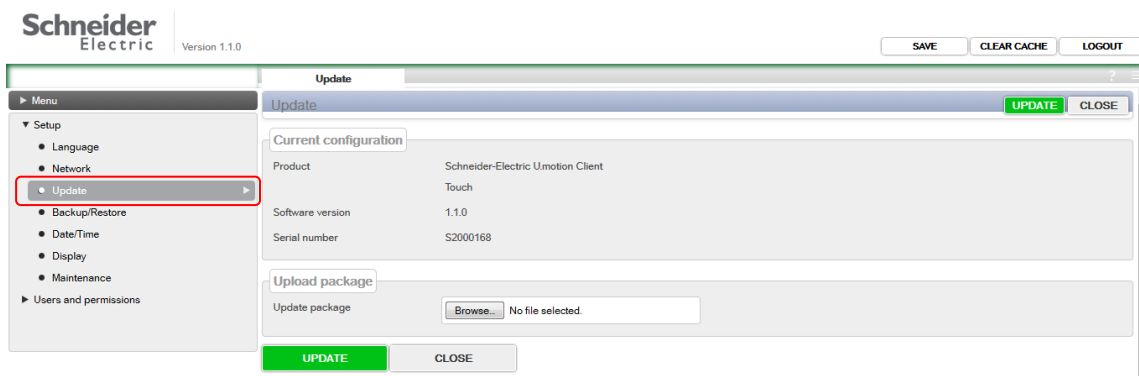 Schneider
Electric
Version 1.1.0
SAVE
CLEAR CACHE
LOGOUT
Update
?
Menu
Update
UPDATE
CLOSE
Setup
Language
Network
Update
Backup/Restore
Date/Time
Display
Maintenance
Users and permissions
Current configuration
Product
Schneider-Electric U.motion Client
Touch
Software version
1.1.0
Serial number
S2000168
Upload package
Update package
Browse...
No file selected.
UPDATE
CLOSE